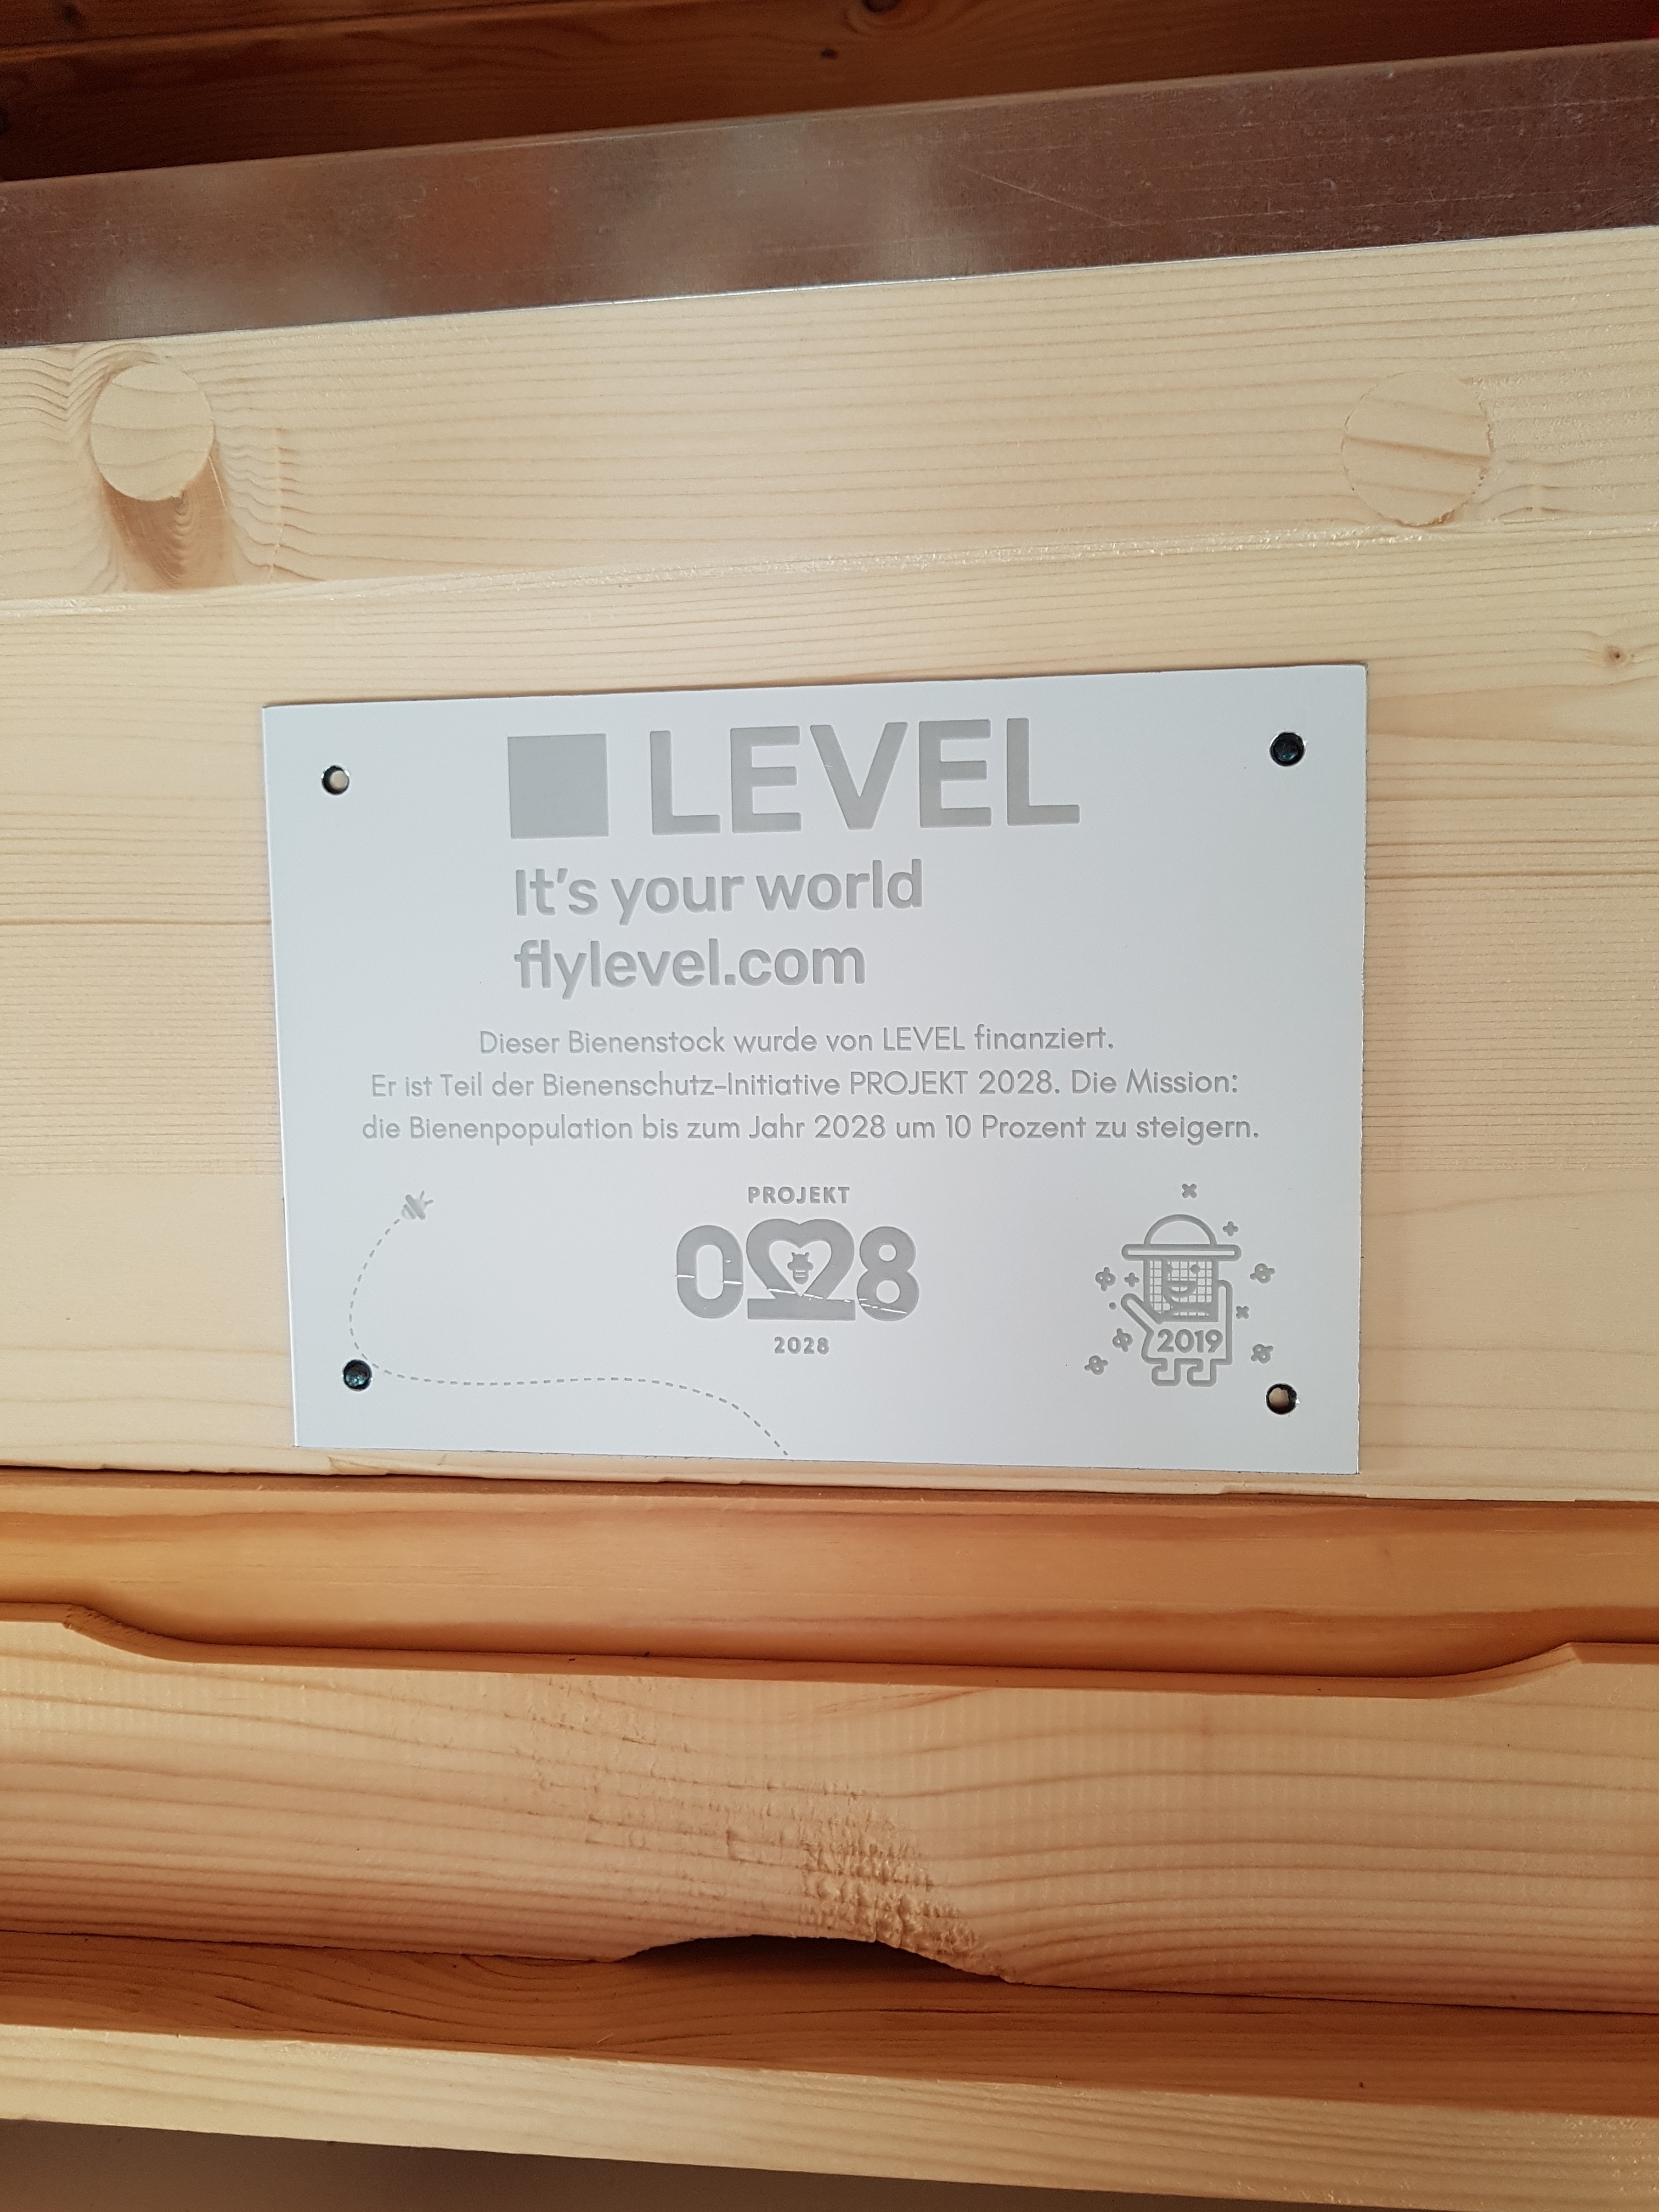 LEVEL
It's your world
flylevel.com
Dieser Bienenstock wurde von LEVEL finanziert.
Er ist Teil der Bienenschutz-Initiative PROJEKT 2028. Die Mission:
die Bienenpopulation bis zum Jahr 2028 um 10 Prozent zu steigern.
PROJEKT
028
2028
2019